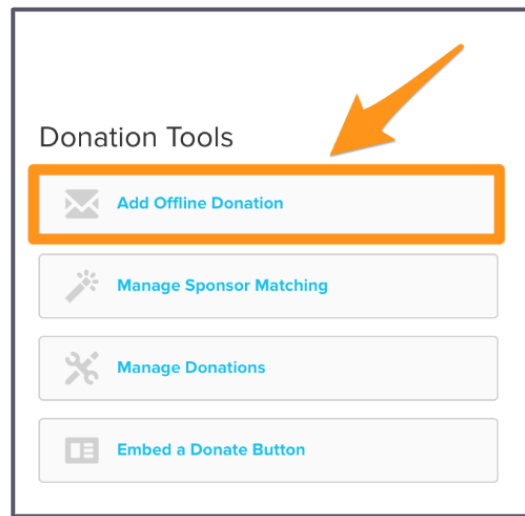 Donation Tools
Add Offline Donation
Manage Sponsor Matching
Manage Donations
Embed a Donate Button